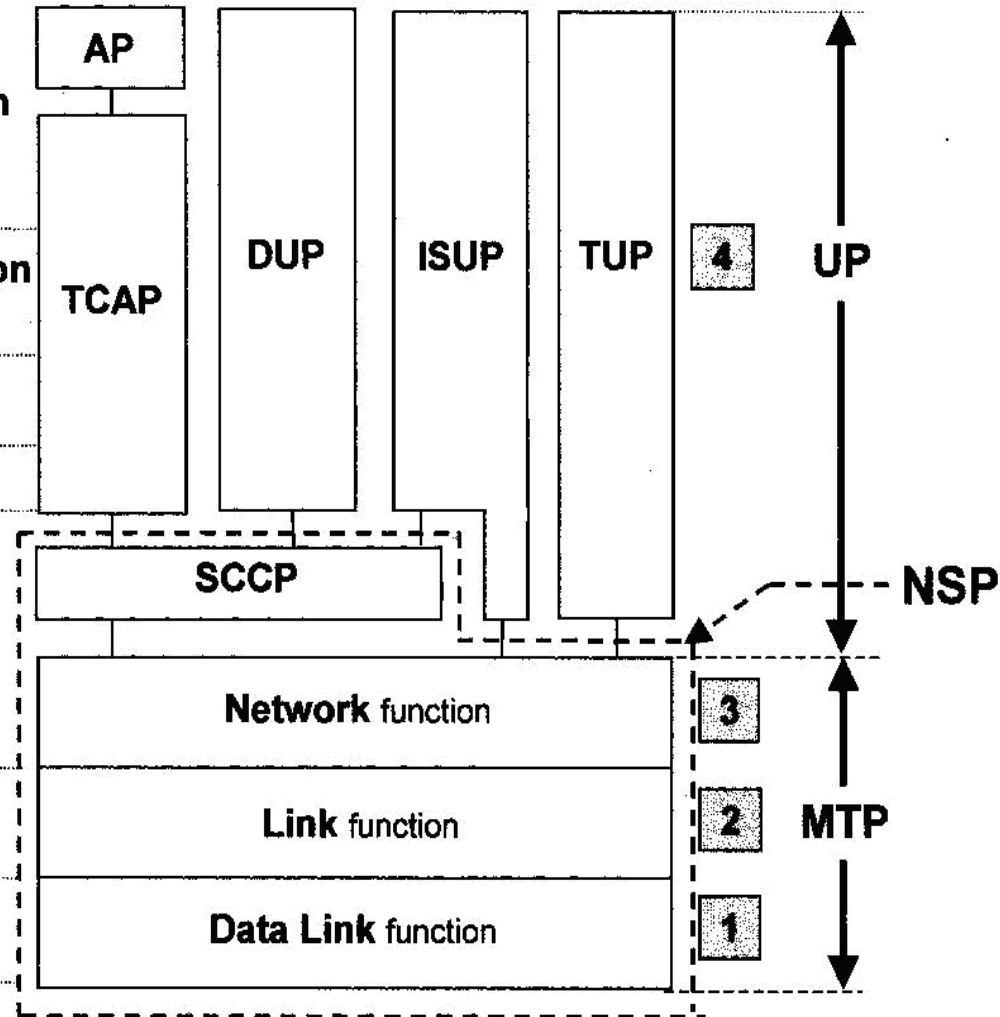 AP
n
DUP
ISUP
TUP
4
UP
on
TCAP
SCCP
NSP
Network function
3
Link function
2
MTP
Data Link function
1